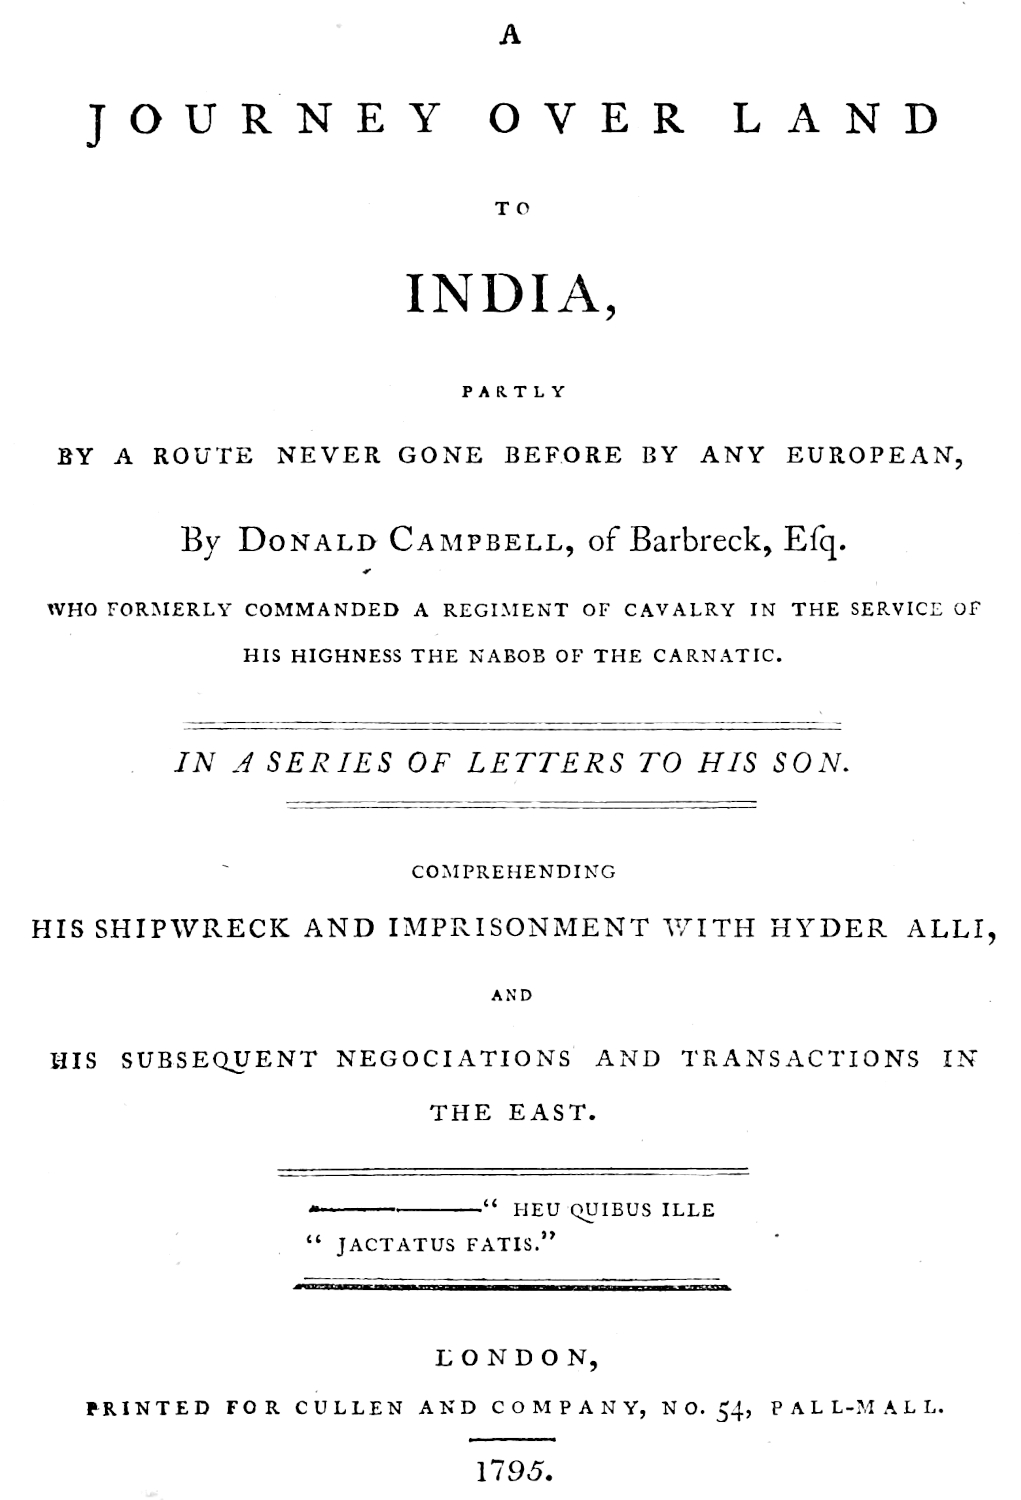 A
JOURNEY OVER LAND
TO
INDIA,
PARTLY
BY A ROUTE NEVER GONE BEFORE BY ANY EUROPEAN,
By DONALD CAMPBELL, of Barbreck, Eſq.
WHO FORMERLY COMMANDED A REGIMENT OF CAVALRY IN THE SERVICE OF
HIS HIGHNESS THE NABOB OF THE CARNATIC.
IN A SERIES OF LETTERS TO HIS SON.
COMPREHENDING
HIS SHIPWRECK AND IMPRISONMENT WITH HYDER ALLI,
AND
HIS SUBSEQUENT NEGOCIATIONS AND TRANSACTIONS IN
THE EAST.
———“ HEU QUIBUS ILLE
“ JACTATUS FATIS.”
LONDON,
PRINTED FOR CULLEN AND COMPANY, NO. 54, PALL-MALL.
1795.